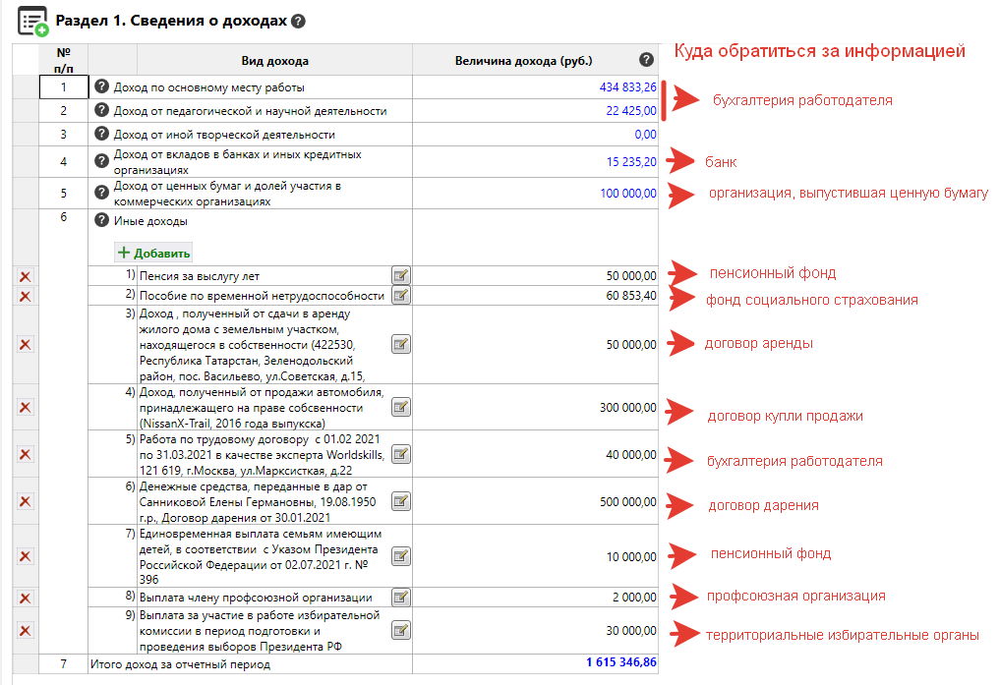 Раздел 1. Сведения о доходах ?
№ п/п Вид дохода Величина дохода (руб.) ? Куда обратиться за информацией
1 ? Доход по основному месту работы 434 833,26
бухгалтерия работодателя
2 ? Доход от педагогической и научной деятельности 22 425,00
3 ? Доход от иной творческой деятельности 0,00
4 ? Доход от вкладов в банках и иных кредитных
организациях 15 235,20 банк
5 ? Доход от ценных бумаг и долей участия в
коммерческих организациях 100 000,00 организация, выпустившая ценную бумагу
6 ? Иные доходы
+ Добавить
1) Пенсия за выслугу лет 50 000,00 пенсионный фонд
2) Пособие по временной нетрудоспособности 60 853,40 фонд социального страхования
3) Доход , полученный от сдачи в аренду
жилого дома с земельным участком,
находящегося в собственности (422530, 50 000,00 договор аренды
Республика Татарстан, Зеленодольский
район, пос. Васильево, ул.Советская, д.15,
4) Доход, полученный от продажи автомобиля,
принадлежащего на праве собсвенности 300 000,00 договор купли продажи
(NissanX-Trail, 2016 года выпукска)
5) Работа по трудовому договору с 01.02 2021
по 31.03.2021 в качестве эксперта Worldskills, 40 000,00 бухгалтерия работодателя
121 619, г.Москва, ул.Марксисткая, д.22
6) Денежные средства, переданные в дар от
Санниковой Елены Германовны, 19.08.1950 500 000,00 договор дарения
г.р., Договор дарения от 30.01.2021
7) Единовременная выплата семьям имеющим
детей, в соответствии с Указом Президента 10 000,00 пенсионный фонд
Российской Федерации от 02.07.2021 г. №
396
8) Выплата члену профсоюзной организации 2 000,00 профсоюзная организация
9) Выплата за участие в работе избирательной
комиссии в период подготовки и 30 000,00 территориальные избирательные органы
проведения выборов Президента РФ
7 Итого доход за отчетный период 1 615 346,86